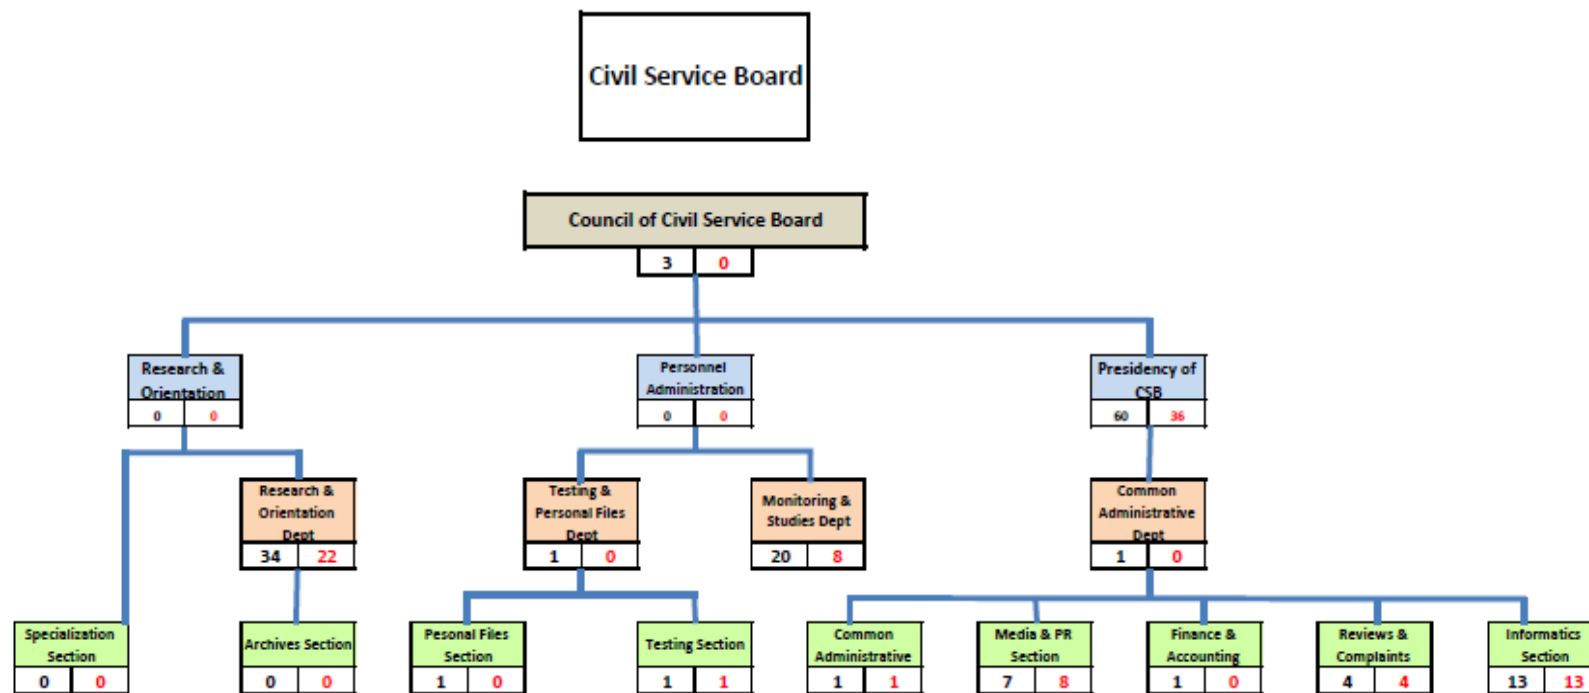 Civil Service Board
Council of Civil Service Board
3 0
Research &
Orientation
0 0
Personnel
Administration
0 0
Presidency of
CSB
60 36
Research &
Orientation
Dept
34 22
Testing &
Personal Files
Dept
1 0
Monitoring &
Studies Dept
20 8
Common
Administrative
Dept
1 0
Specialization
Section
0 0
Archives Section
0 0
Pesonal Files
Section
1 0
Testing Section
1 1
Common
Administrative
1 1
Media & PR
Section
7 8
Finance &
Accounting
1 0
Reviews &
Complaints
4 4
Informatics
Section
13 13